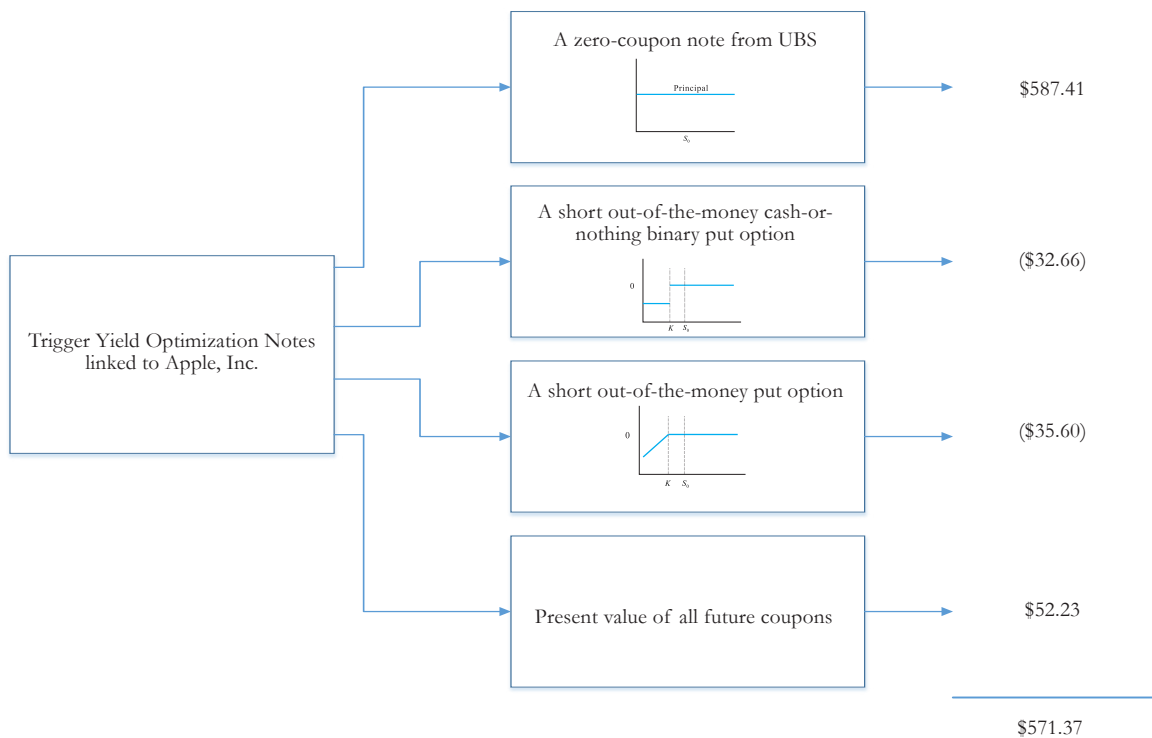 A zero-coupon note from UBS
Principal
S₀
$587.41
A short out-of-the-money cash-or-
nothing binary put option
0
K S₀
($32.66)
Trigger Yield Optimization Notes
linked to Apple, Inc.
A short out-of-the-money put option
0
K S₀
($35.60)
Present value of all future coupons
$52.23
$571.37